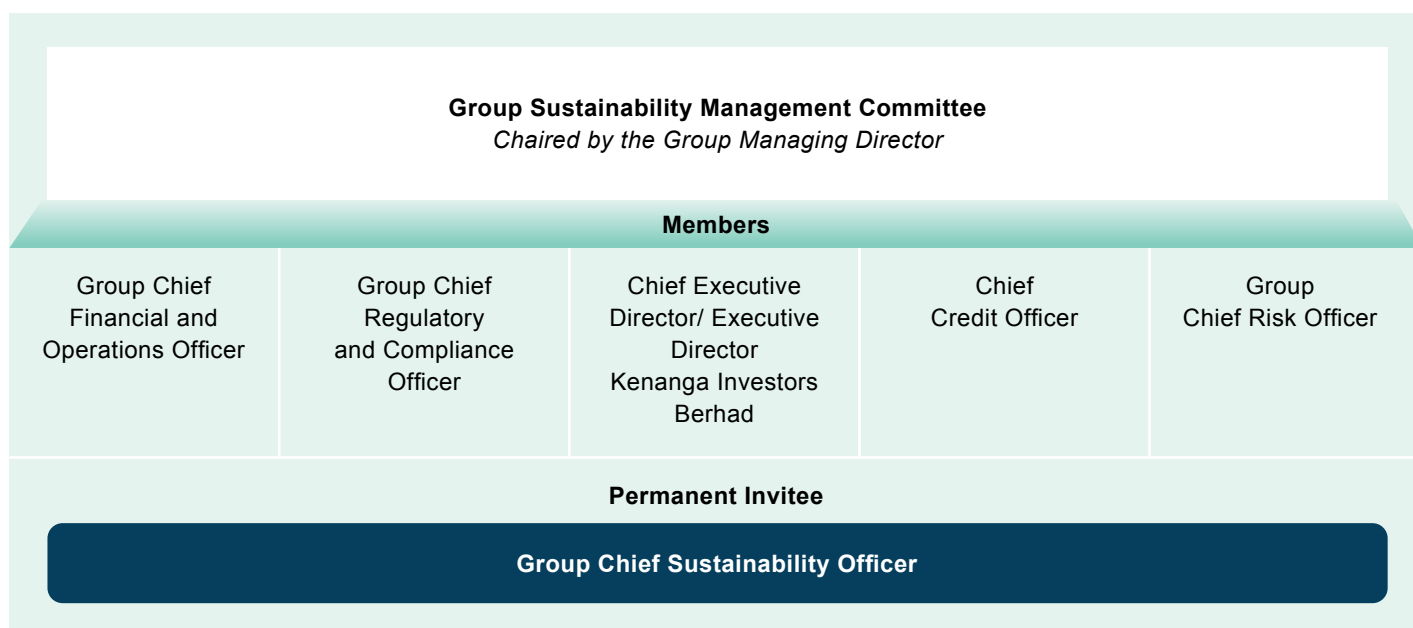 Group Sustainability Management Committee
Chaired by the Group Managing Director
Members
Group Chief
Financial and
Operations Officer
Group Chief
Regulatory
and Compliance
Officer
Chief Executive
Director/ Executive
Director
Kenanga Investors
Berhad
Chief
Credit Officer
Group
Chief Risk Officer
Permanent Invitee
Group Chief Sustainability Officer